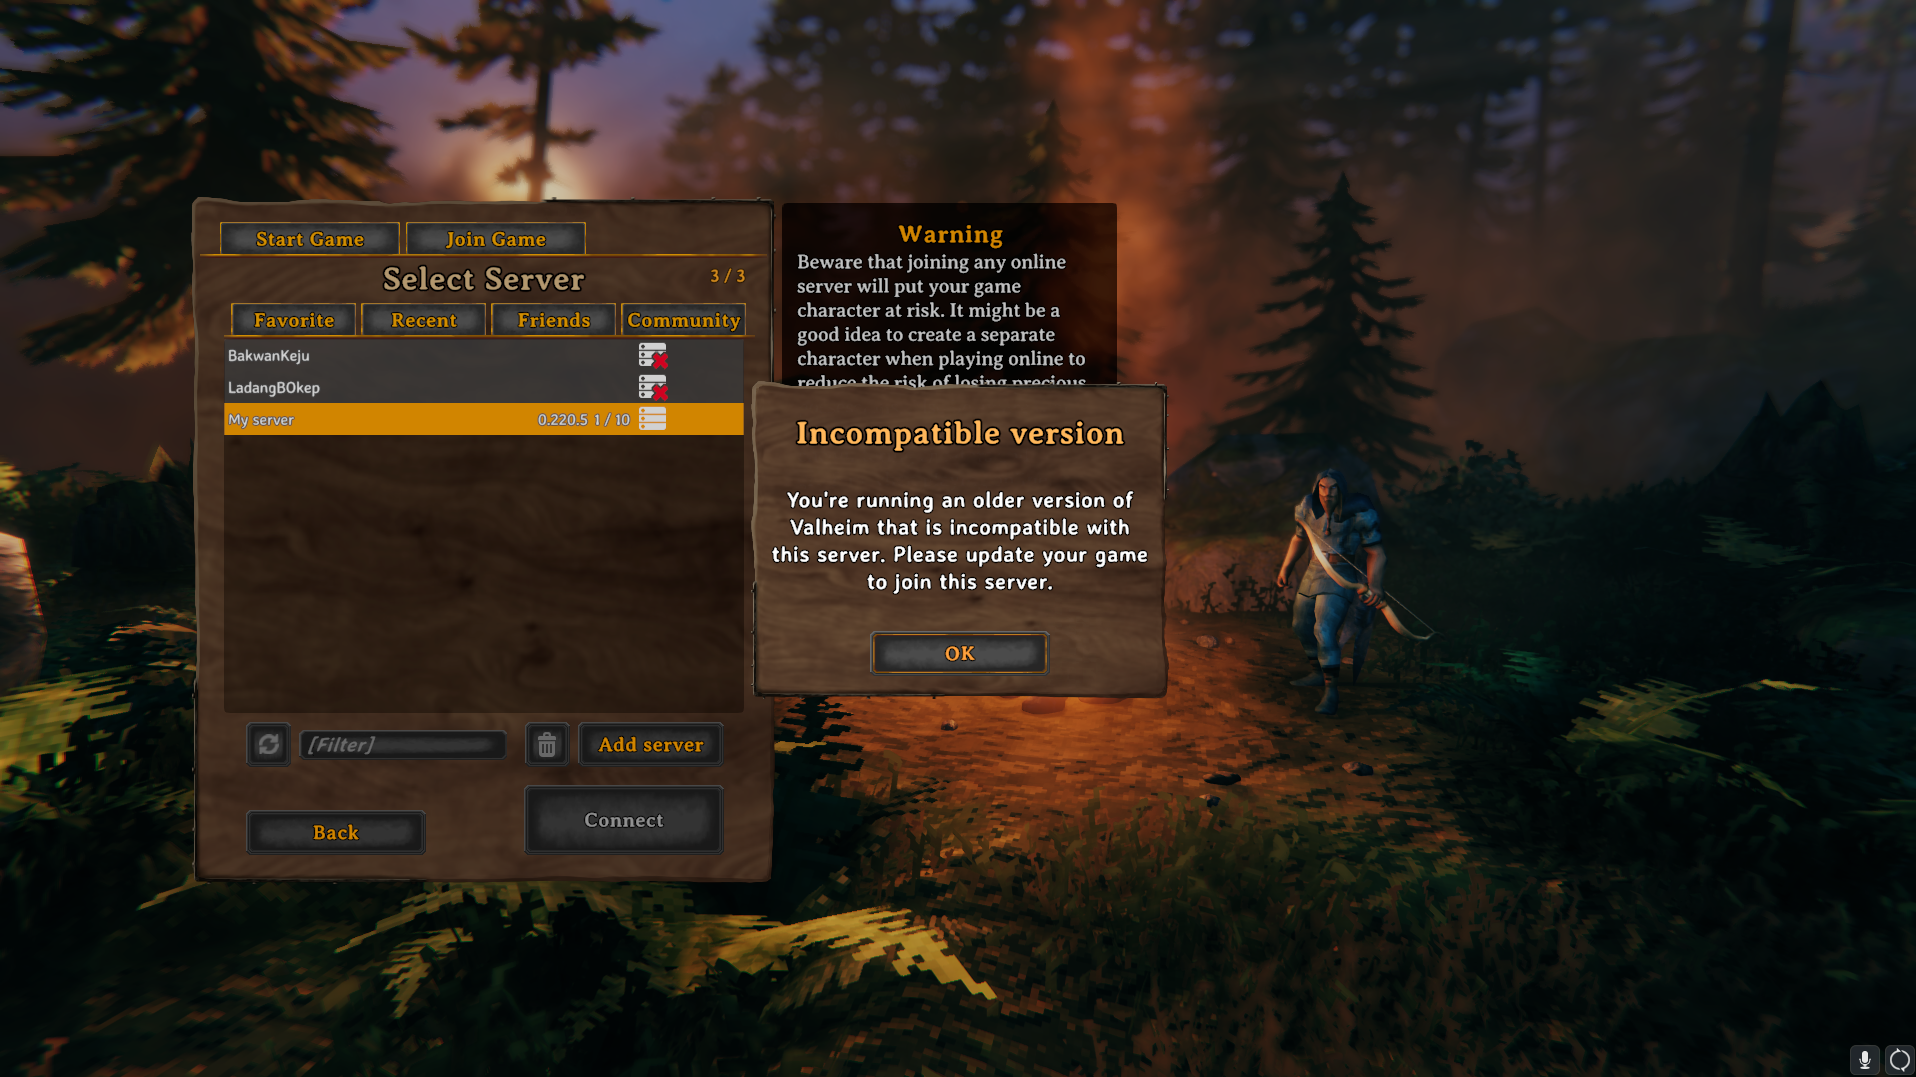 Start Game
Join Game
Select Server
3 / 3
Favorite
Recent
Friends
Community
BakwanKeju
LadangBOkep
My server
0.220.5 1 / 10
[Filter]
Add server
Back
Connect
Warning
Beware that joining any online
server will put your game
character at risk. It might be a
good idea to create a separate
character when playing online to
reduce the risk of losing precious
Incompatible version
You're running an older version of
Valheim that is incompatible with
this server. Please update your game
to join this server.
OK